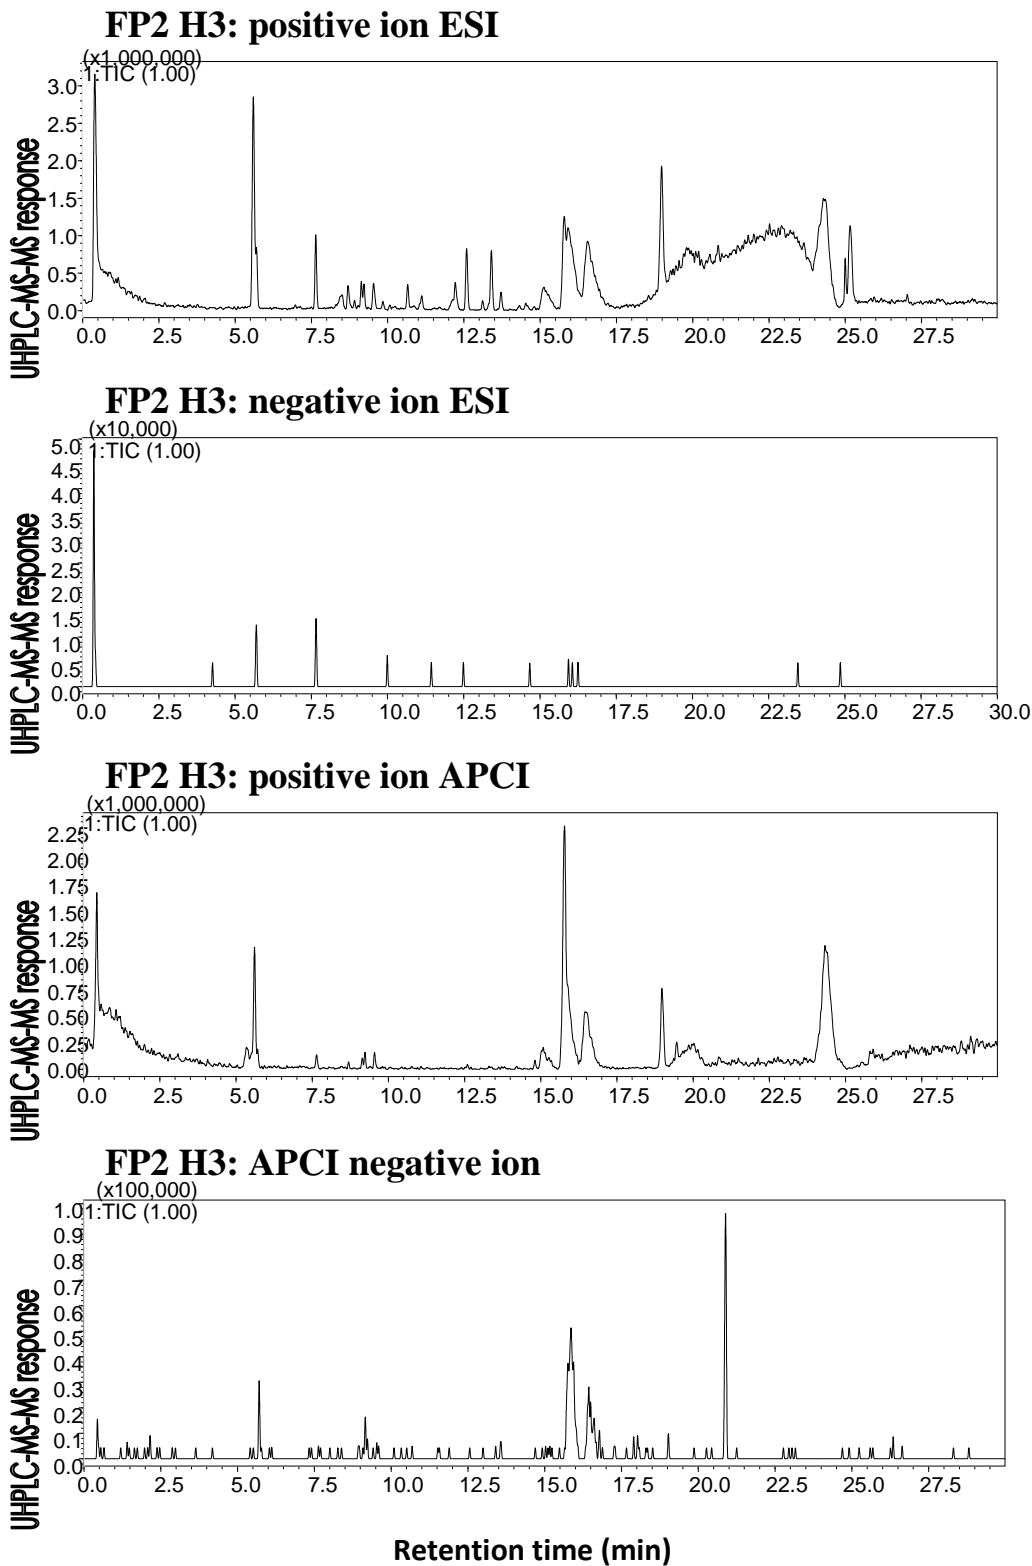 FP2 H3: positive ion ESI
(x1,000,000)
1:TIC (1.00)
3.0
2.5
2.0
1.5
1.0
0.5
0.0
UHPLC-MS-MS response
0.0 2.5 5.0 7.5 10.0 12.5 15.0 17.5 20.0 22.5 25.0 27.5
FP2 H3: negative ion ESI
(x10,000)
1:TIC (1.00)
5.0
4.5
4.0
3.5
3.0
2.5
2.0
1.5
1.0
0.5
0.0
UHPLC-MS-MS response
0.0 2.5 5.0 7.5 10.0 12.5 15.0 17.5 20.0 22.5 25.0 27.5 30.0
FP2 H3: positive ion APCI
(x1,000,000)
1:TIC (1.00)
2.25
2.00
1.75
1.50
1.25
1.00
0.75
0.50
0.25
0.00
UHPLC-MS-MS response
0.0 2.5 5.0 7.5 10.0 12.5 15.0 17.5 20.0 22.5 25.0 27.5
FP2 H3: APCI negative ion
(x100,000)
1:TIC (1.00)
1.0
0.9
0.8
0.7
0.6
0.5
0.4
0.3
0.2
0.1
0.0
UHPLC-MS-MS response
0.0 2.5 5.0 7.5 10.0 12.5 15.0 17.5 20.0 22.5 25.0 27.5
Retention time (min)